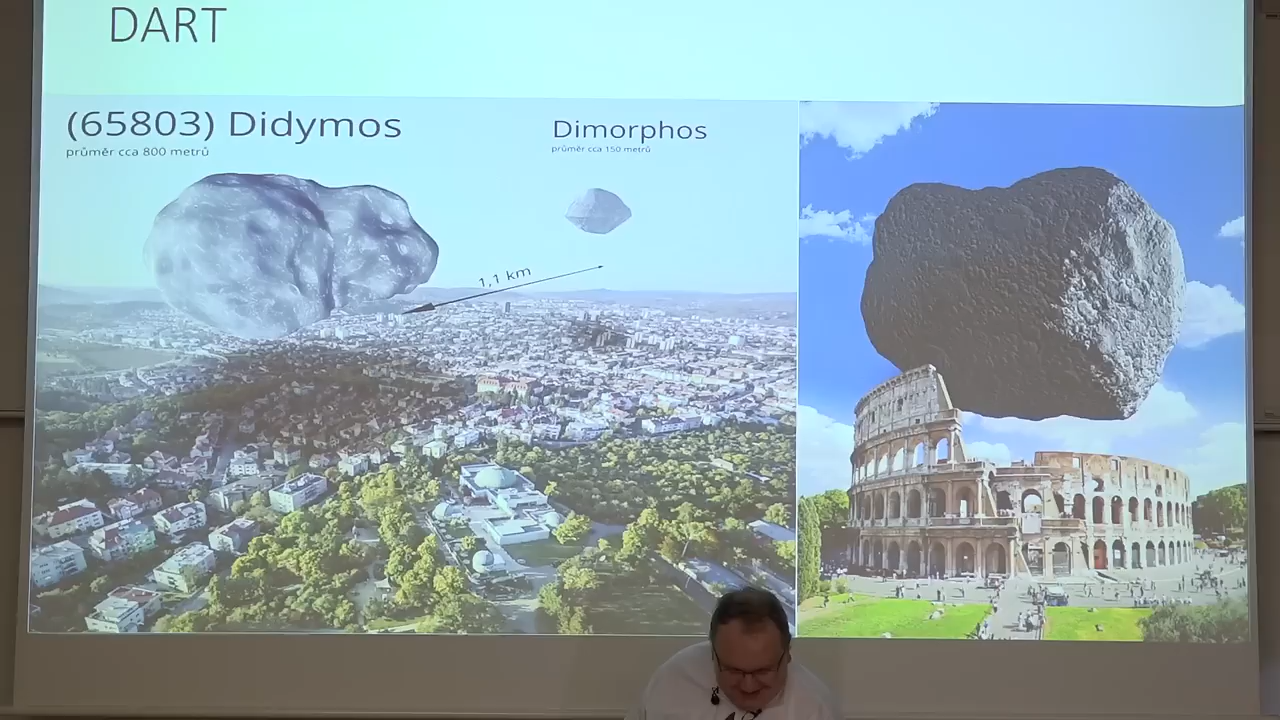 DART
(65803) Didymos
průměr cca 800 metrů
Dimorphos
průměr cca 150 metrů
1,1 km